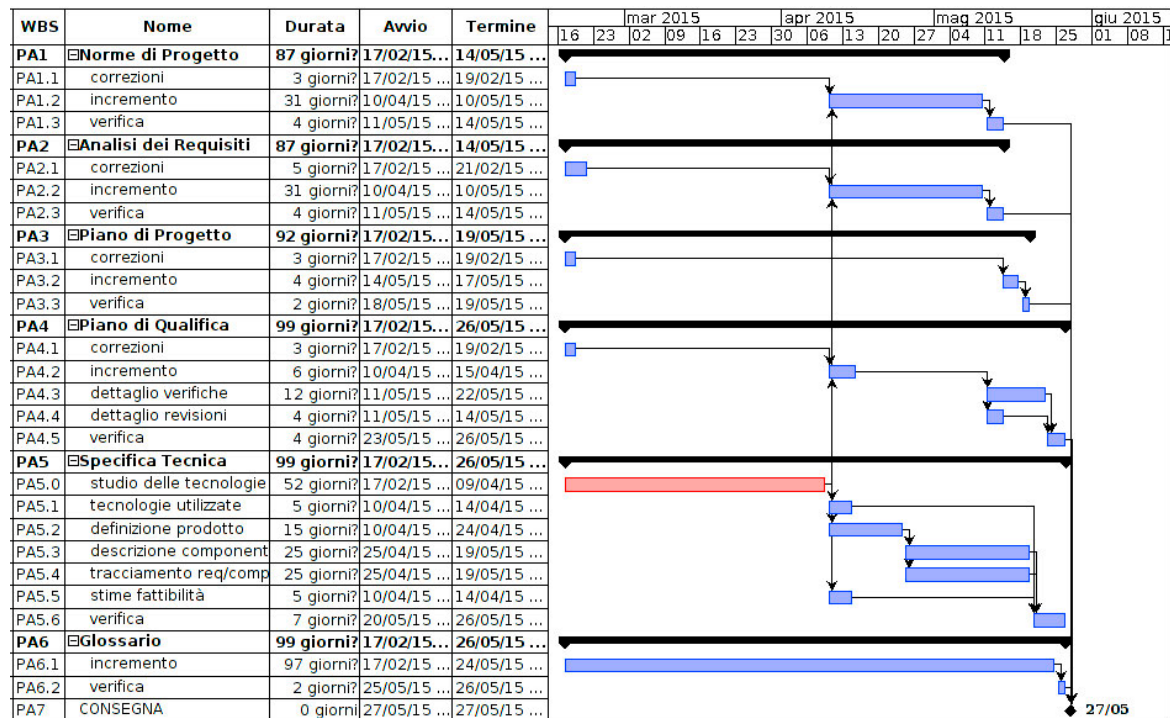 mar 2015 apr 2015 mag 2015 giu 2015
WBS Nome Durata Avvio Termine 16 23 02 09 16 23 30 06 13 20 27 04 11 18 25 01 08
PA1 Norme di Progetto 87 giorni? 17/02/15... 14/05/15 ...
PA1.1 correzioni 3 giorni? 17/02/15 ... 19/02/15 ...
PA1.2 incremento 31 giorni? 10/04/15 ... 10/05/15 ...
PA1.3 verifica 4 giorni? 11/05/15 ... 14/05/15 ...
PA2 Analisi dei Requisiti 87 giorni? 17/02/15... 14/05/15 ...
PA2.1 correzioni 5 giorni? 17/02/15 ... 21/02/15 ...
PA2.2 incremento 31 giorni? 10/04/15 ... 10/05/15 ...
PA2.3 verifica 4 giorni? 11/05/15 ... 14/05/15 ...
PA3 Piano di Progetto 92 giorni? 17/02/15... 19/05/15 ...
PA3.1 correzioni 3 giorni? 17/02/15 ... 19/02/15 ...
PA3.2 incremento 4 giorni? 14/05/15 ... 17/05/15 ...
PA3.3 verifica 2 giorni? 18/05/15 ... 19/05/15 ...
PA4 Piano di Qualifica 99 giorni? 17/02/15... 26/05/15 ...
PA4.1 correzioni 3 giorni? 17/02/15 ... 19/02/15 ...
PA4.2 incremento 6 giorni? 10/04/15 ... 15/04/15 ...
PA4.3 dettaglio verifiche 12 giorni? 11/05/15 ... 22/05/15 ...
PA4.4 dettaglio revisioni 4 giorni? 11/05/15 ... 14/05/15 ...
PA4.5 verifica 4 giorni? 23/05/15 ... 26/05/15 ...
PA5 Specifica Tecnica 99 giorni? 17/02/15... 26/05/15 ...
PA5.0 studio delle tecnologie 52 giorni? 17/02/15 ... 09/04/15 ...
PA5.1 tecnologie utilizzate 5 giorni? 10/04/15 ... 14/04/15 ...
PA5.2 definizione prodotto 15 giorni? 10/04/15 ... 24/04/15 ...
PA5.3 descrizione component 25 giorni? 25/04/15 ... 19/05/15 ...
PA5.4 tracciamento req/comp 25 giorni? 25/04/15 ... 19/05/15 ...
PA5.5 stime fattibilità 5 giorni? 10/04/15 ... 14/04/15 ...
PA5.6 verifica 7 giorni? 20/05/15 ... 26/05/15 ...
PA6 Glossario 99 giorni? 17/02/15... 26/05/15 ...
PA6.1 incremento 97 giorni? 17/02/15 ... 24/05/15 ...
PA6.2 verifica 2 giorni? 25/05/15 ... 26/05/15 ...
PA7 CONSEGNA 0 giorni 27/05/15 ... 27/05/15 ... 27/05